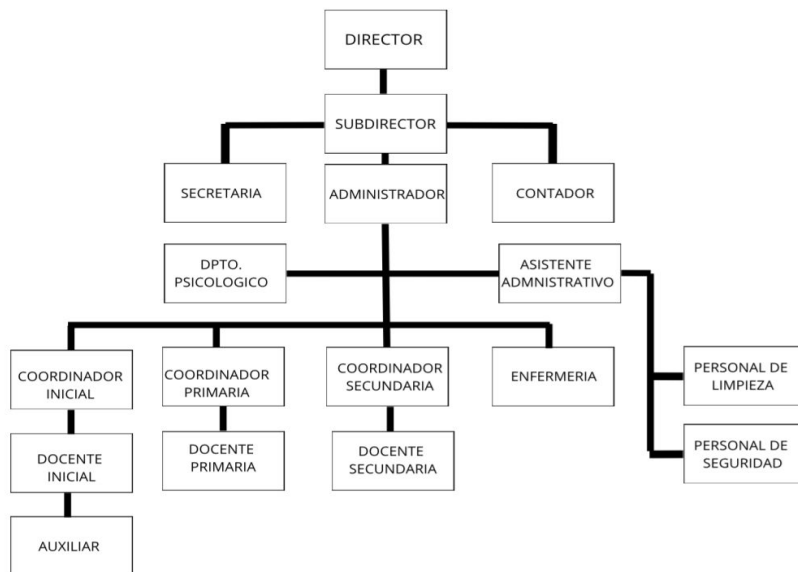 DIRECTOR
SUBDIRECTOR
SECRETARIA
ADMINISTRADOR
CONTADOR
DPTO.
PSICOLOGICO
ASISTENTE
ADMNISTRATIVO
COORDINADOR
INICIAL
COORDINADOR
PRIMARIA
COORDINADOR
SECUNDARIA
ENFERMERIA
PERSONAL DE
LIMPIEZA
DOCENTE
INICIAL
DOCENTE
PRIMARIA
DOCENTE
SECUNDARIA
PERSONAL DE
SEGURIDAD
AUXILIAR